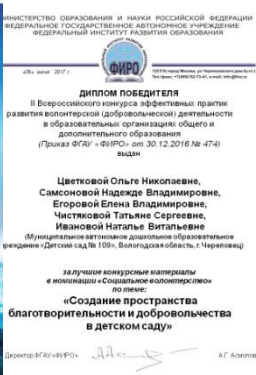 МИНИСТЕРСТВО ОБРАЗОВАНИЯ И НАУКИ РОССИЙСКОЙ ФЕДЕРАЦИИ
ФЕДЕРАЛЬНОЕ ГОСУДАРСТВЕННОЕ АВТОНОМНОЕ УЧРЕЖДЕНИЕ
ФЕДЕРАЛЬНЫЙ ИНСТИТУТ РАЗВИТИЯ ОБРАЗОВАНИЯ
ФИРО
«05» июня 2017 г.
ДИПЛОМ ПОБЕДИТЕЛЯ
II Всероссийского конкурса эффективных практик
развития волонтерской (добровольческой) деятельности
в образовательных организациях общего и
дополнительного образования
(Приказ ФГАУ «ФИРО» от 30.12.2016 № 474)
выдан
Цветковой Ольге Николаевне,
Самсоновой Надежде Владимировне,
Егоровой Елена Владимировне,
Чистяковой Татьяне Сергеевне,
Ивановой Наталье Витальевне
(Муниципальное автономное дошкольное образовательное
учреждение «Детский сад № 109», Вологодская область, г. Череповец)
за лучшие конкурсные материалы
в номинации «Социальное волонтерство»
по теме:
«Создание пространства
благотворительности и добровольчества
в детском саду»
Директор ФГАУ «ФИРО» А.Г. Асмолов